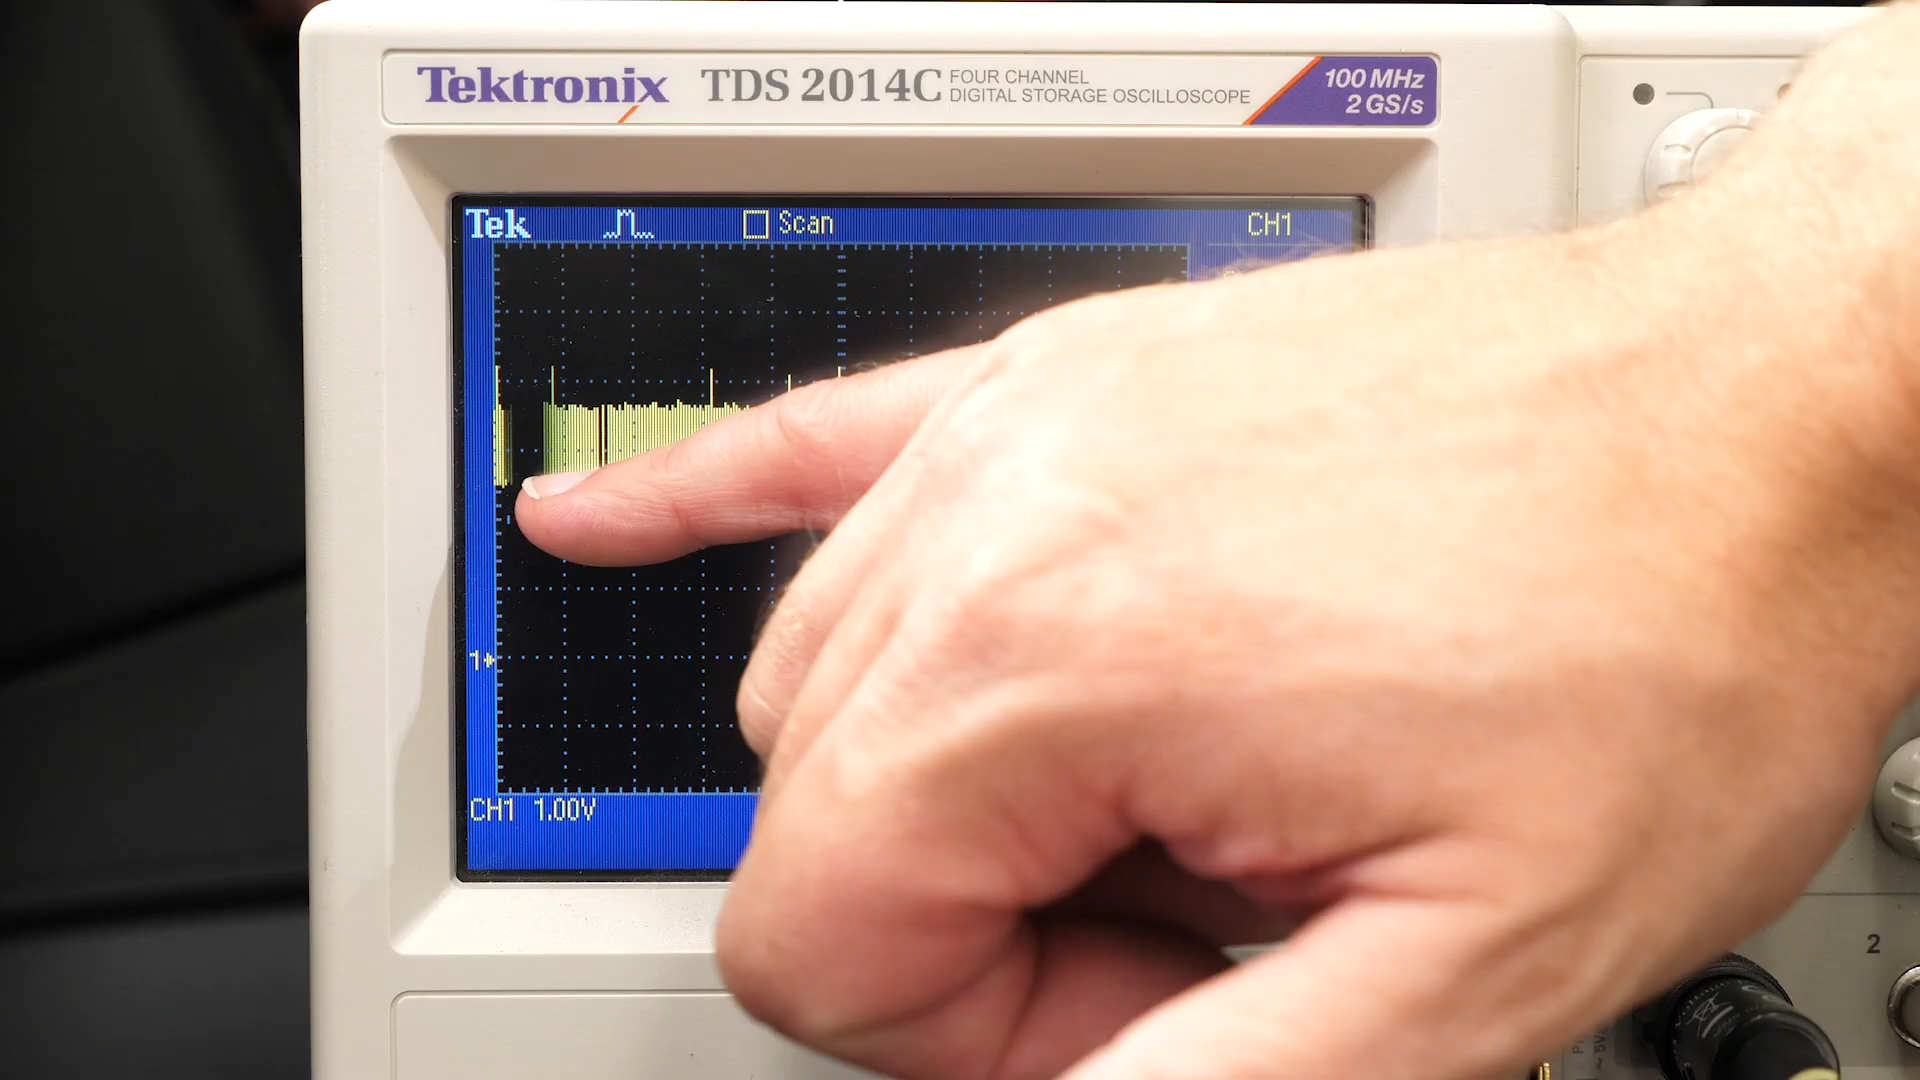 Tektronix TDS 2014C FOUR CHANNEL
DIGITAL STORAGE OSCILLOSCOPE
100 MHz
2 GS/s
Tek Scan CH1
1
CH1 1.00V
2